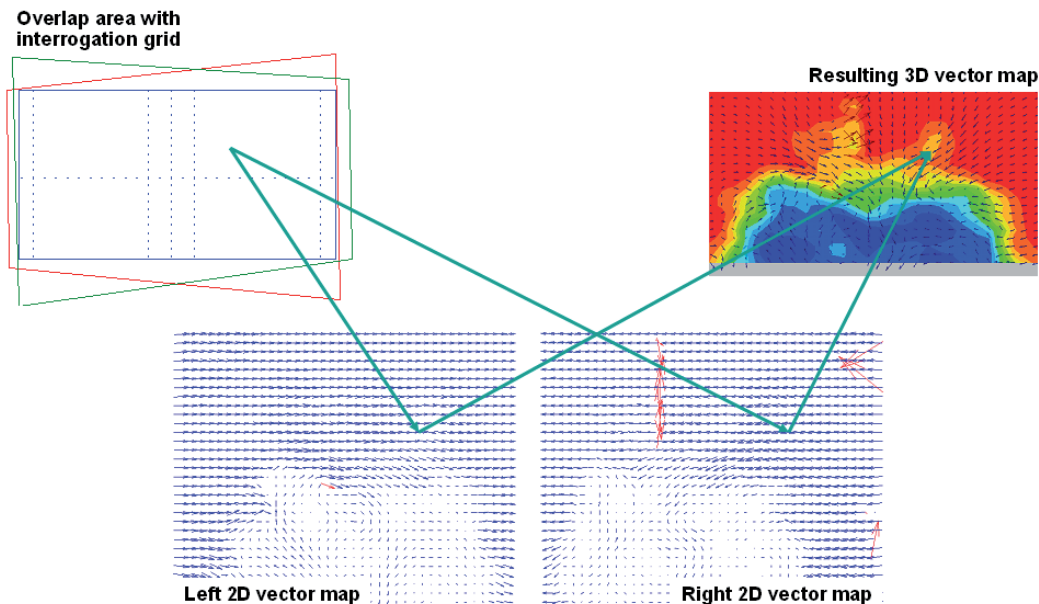 Overlap area with
interrogation grid
Resulting 3D vector map
Left 2D vector map
Right 2D vector map